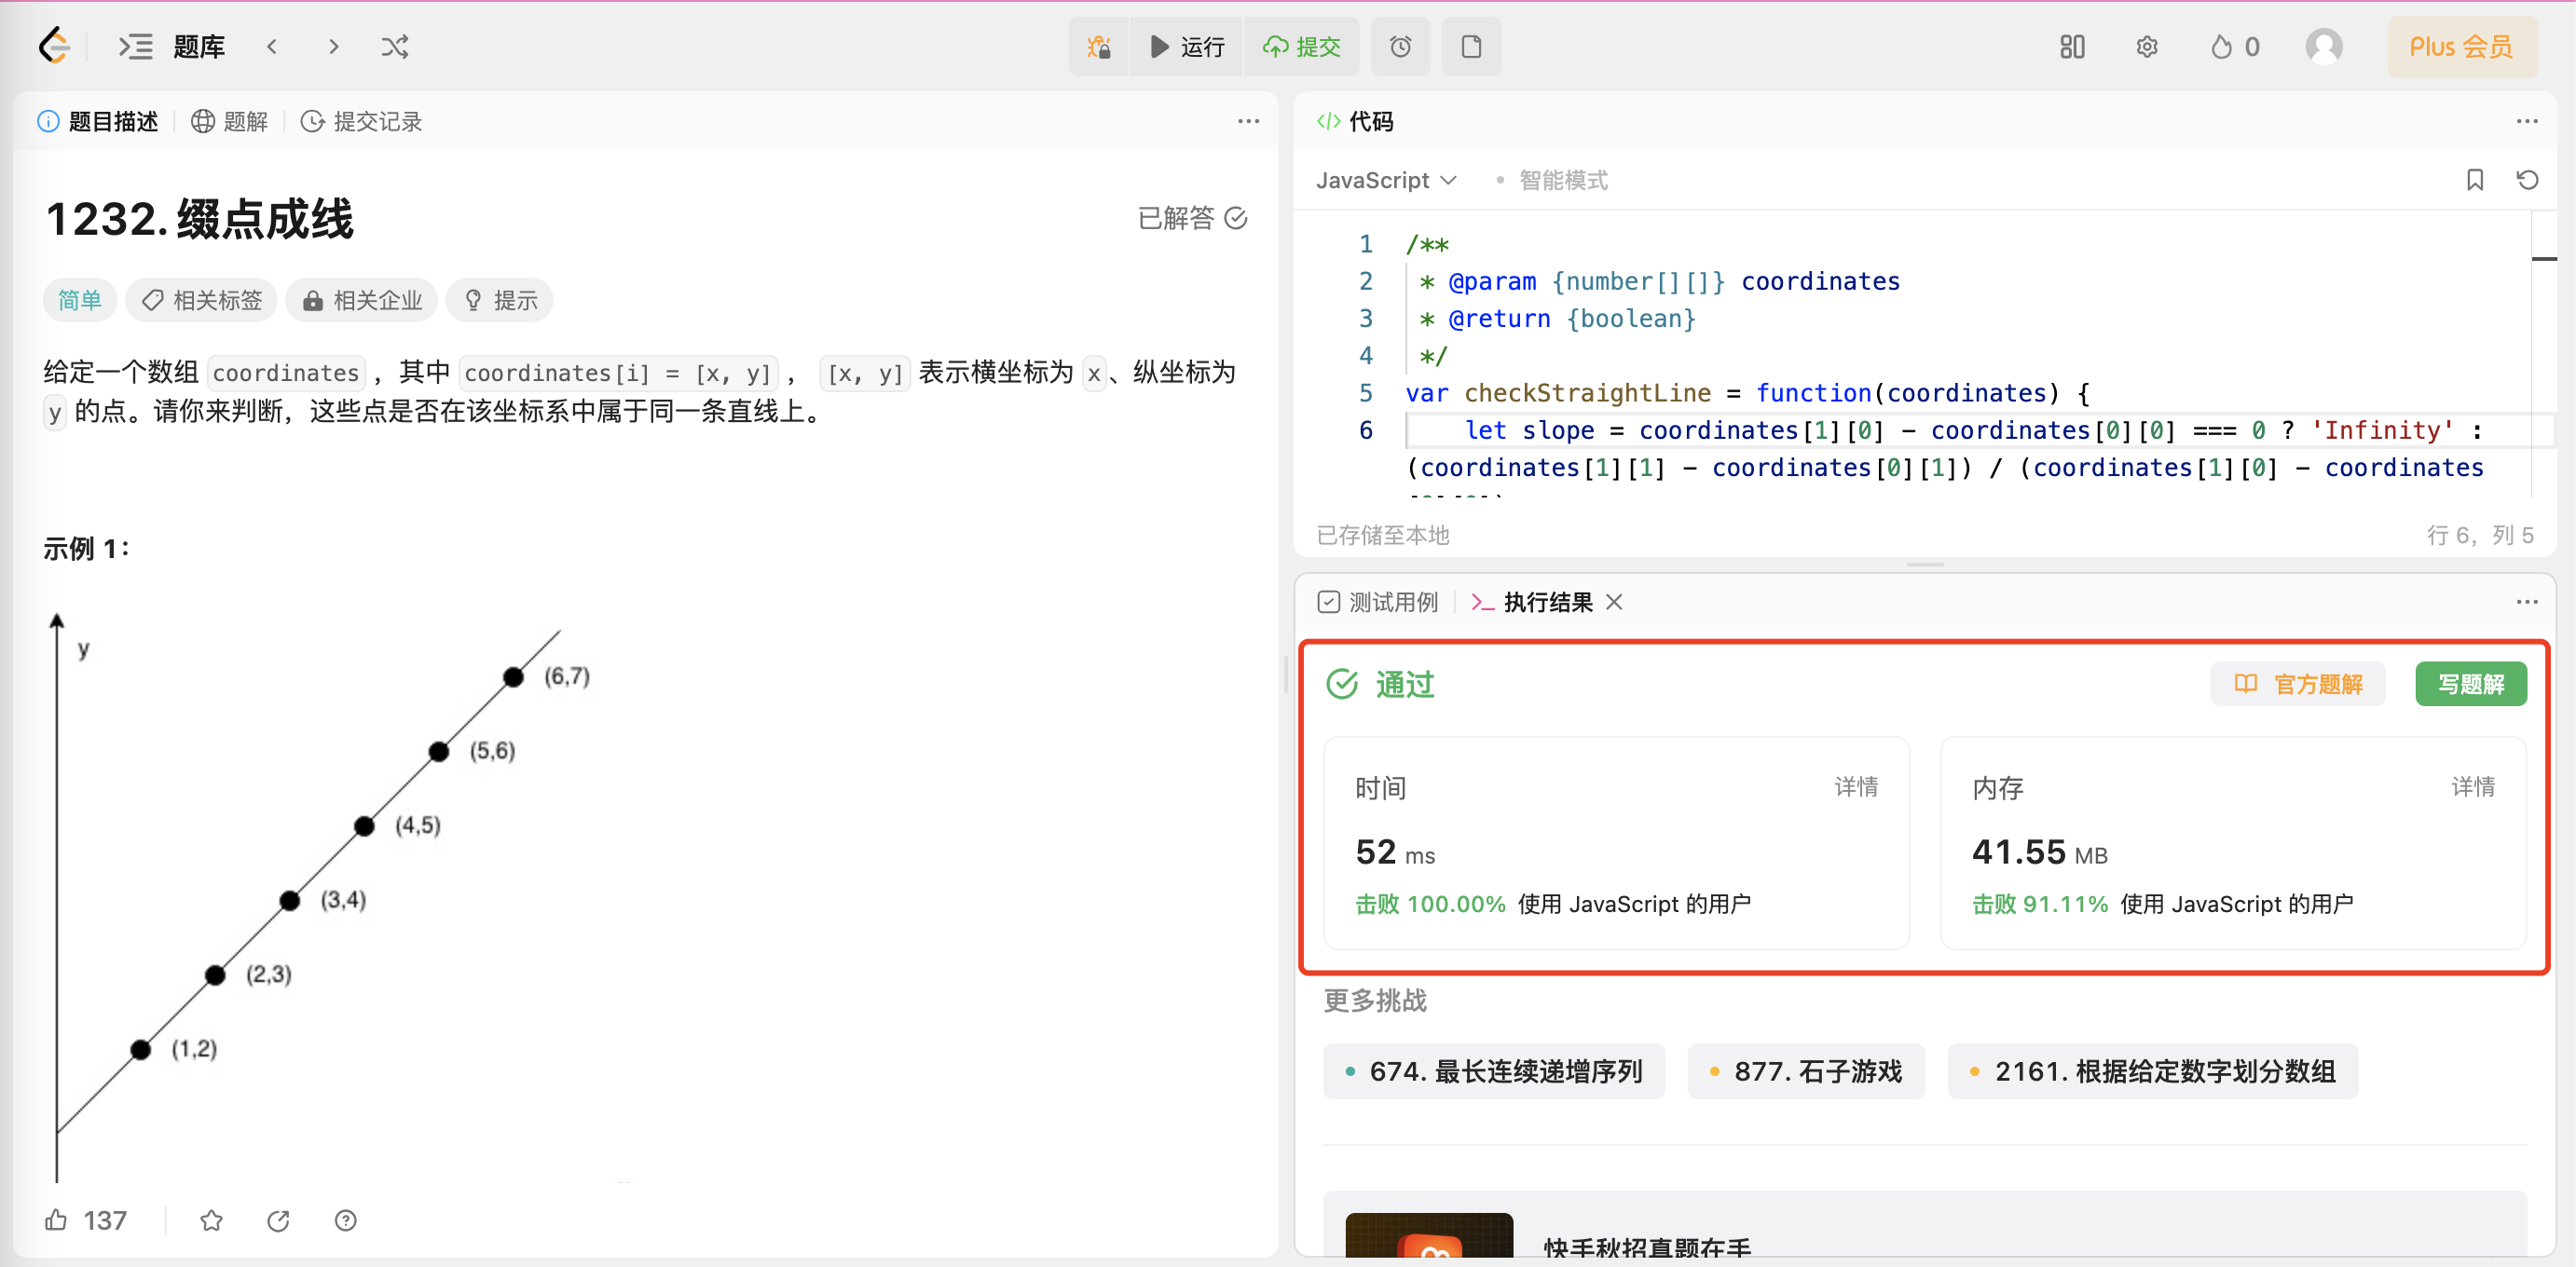 题库
运行
提交
0
Plus 会员
题目描述
题解
提交记录
1232. 缀点成线
已解答
简单
相关标签
相关企业
提示
给定一个数组 coordinates ，其中 coordinates[i] = [x, y] ， [x, y] 表示横坐标为 x、纵坐标为
y 的点。请你来判断，这些点是否在该坐标系中属于同一条直线上。
示例 1：
y
(6,7)
(5,6)
(4,5)
(3,4)
(2,3)
(1,2)
137
代码
JavaScript
智能模式
1 /**
2 * @param {number[][]} coordinates
3 * @return {boolean}
4 */
5 var checkStraightLine = function(coordinates) {
6 let slope = coordinates[1][0] - coordinates[0][0] === 0 ? 'Infinity' :
(coordinates[1][1] - coordinates[0][1]) / (coordinates[1][0] - coordinates
已存储至本地
行 6，列 5
测试用例
执行结果
通过
官方题解
写题解
时间
详情
52 ms
击败 100.00% 使用 JavaScript 的用户
内存
详情
41.55 MB
击败 91.11% 使用 JavaScript 的用户
更多挑战
674. 最长连续递增序列
877. 石子游戏
2161. 根据给定数字划分数组
快手秋招真题在手